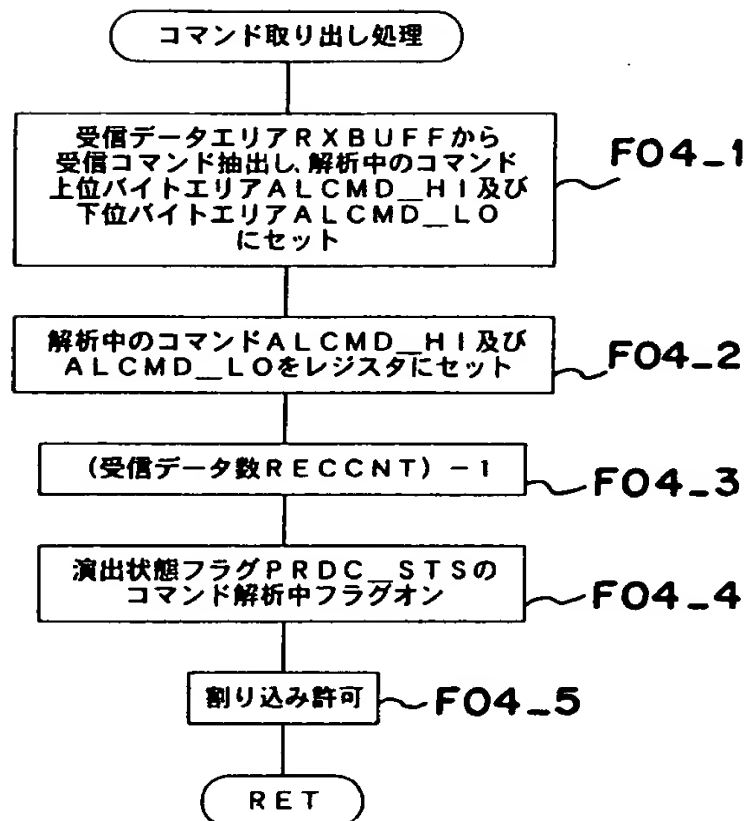 コマンド取り出し処理
受信データエリアRXBUFFから
受信コマンド抽出し、解析中のコマンド
上位バイトエリアALCMD__HI及び
下位バイトエリアALCMD__LO
にセット
F04_1
解析中のコマンドALCMD__HI及び
ALCMD__LOをレジスタにセット
F04_2
(受信データ数RECCNT)-1
F04_3
演出状態フラグPRDC__STSの
コマンド解析中フラグオン
F04_4
割り込み許可
F04_5
RET